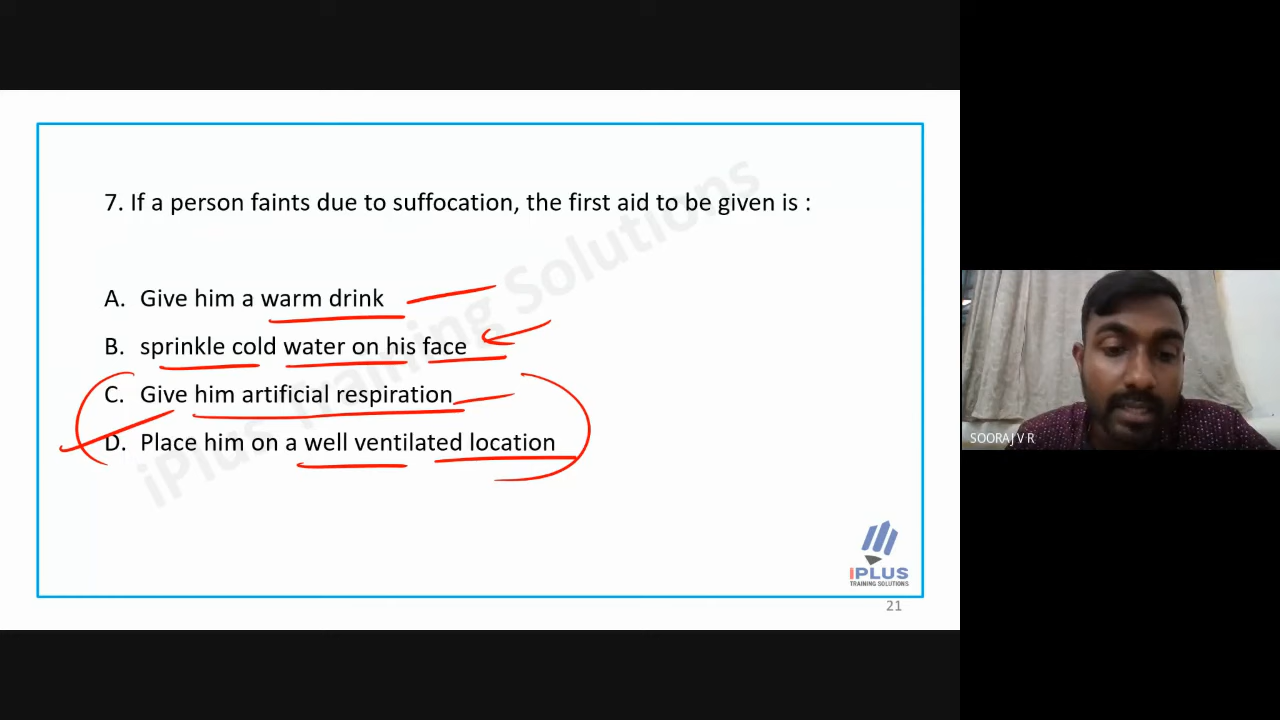 iPlus Training Solutions
7. If a person faints due to suffocation, the first aid to be given is :
A. Give him a warm drink
B. sprinkle cold water on his face
C. Give him artificial respiration
D. Place him on a well ventilated location
SOORAJ V R
IPLUS
TRAINING SOLUTIONS
21